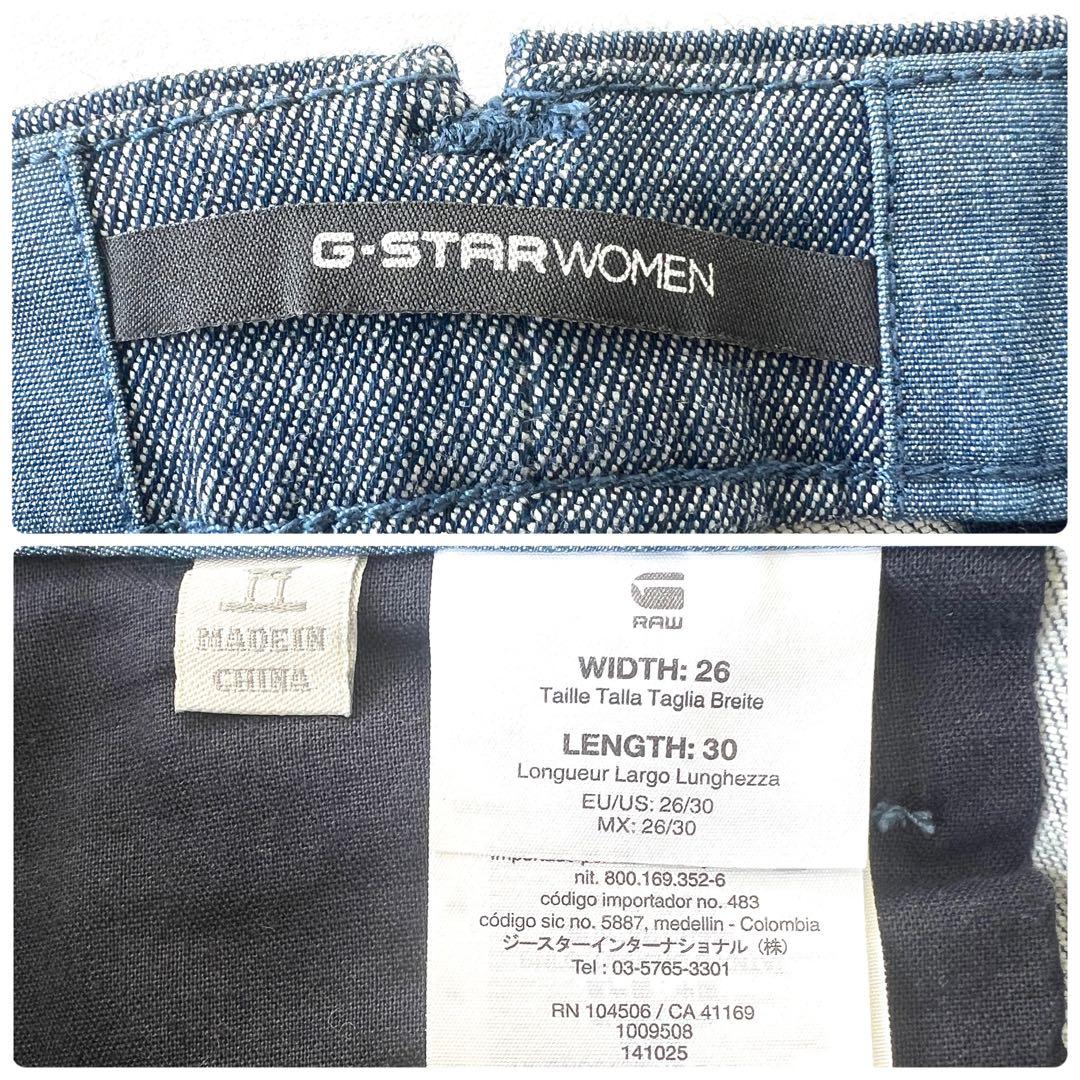 G-STAR WOMEN
MADE IN
CHINA
RAW
WIDTH: 26
Taille Talla Taglia Breite
LENGTH: 30
Longueur Largo Lunghezza
EU/US: 26/30
MX: 26/30
nit. 800.169.352-6
código importador no. 483
código sic no. 5887, medellin - Colombia
ジースターインターナショナル（株）
Tel : 03-5765-3301
RN 104506 / CA 41169
1009508
141025